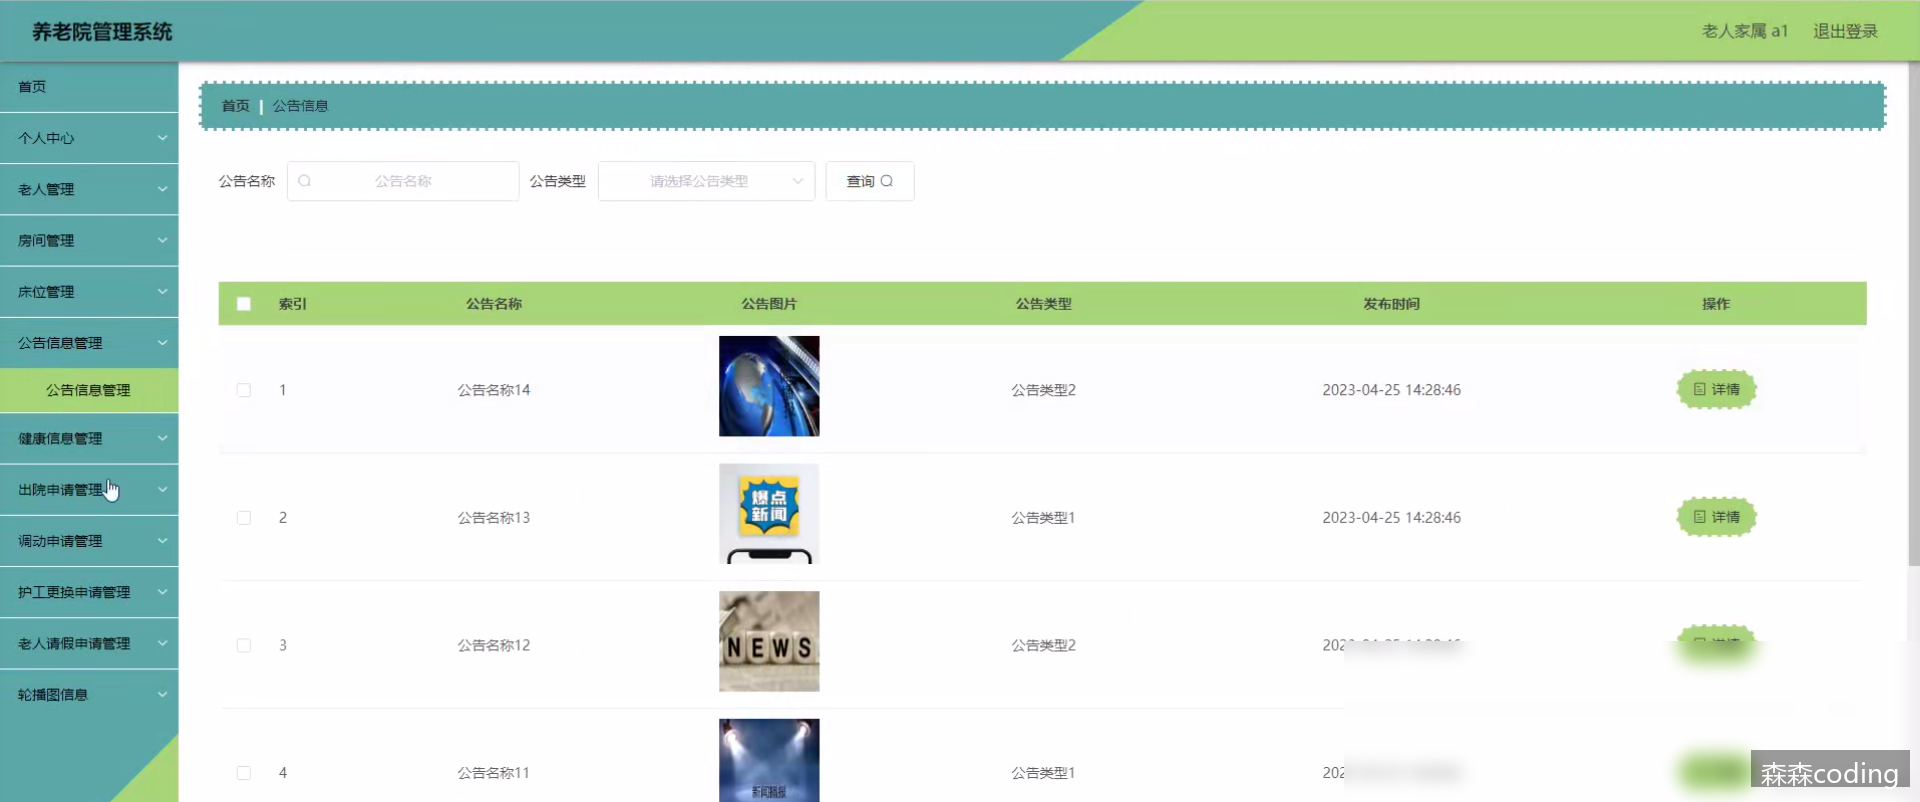 养老院管理系统
老人家属 a1 退出登录
首页
个人中心
老人管理
房间管理
床位管理
公告信息管理
公告信息管理
健康信息管理
出院申请管理
调动申请管理
护工更换申请管理
老人请假申请管理
轮播图信息
首页 | 公告信息
公告名称 公告名称 公告类型 请选择公告类型 查询
索引 公告名称 公告图片 公告类型 发布时间 操作
1 公告名称14 公告类型2 2023-04-25 14:28:46 详情
爆点
新闻
2 公告名称13 公告类型1 2023-04-25 14:28:46 详情
NEWS
3 公告名称12 公告类型2
4 公告名称11 公告类型1
新闻播报
森森coding